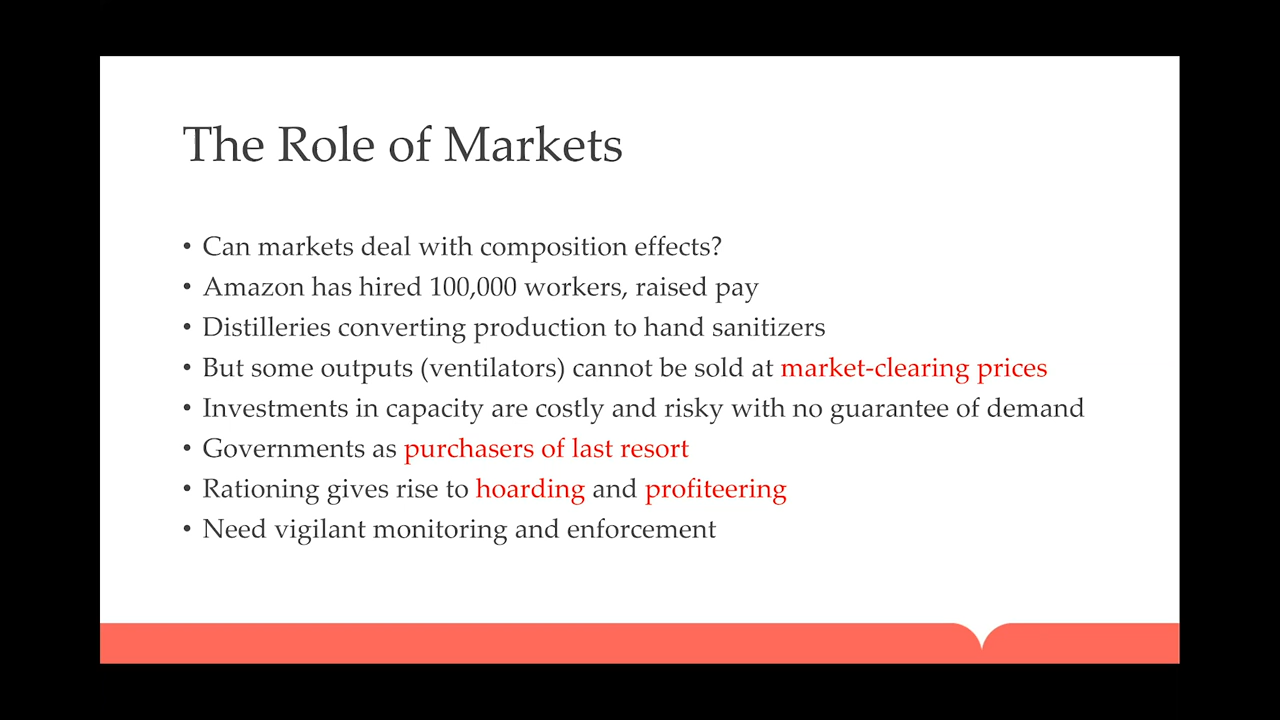 The Role of Markets
• Can markets deal with composition effects?
• Amazon has hired 100,000 workers, raised pay
• Distilleries converting production to hand sanitizers
• But some outputs (ventilators) cannot be sold at market-clearing prices
• Investments in capacity are costly and risky with no guarantee of demand
• Governments as purchasers of last resort
• Rationing gives rise to hoarding and profiteering
• Need vigilant monitoring and enforcement